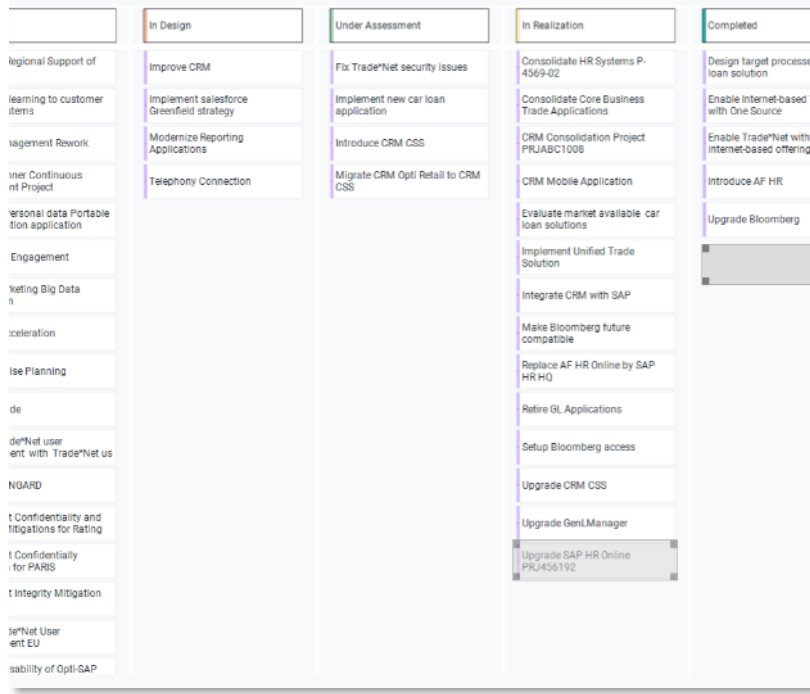 Regional Support of
learning to customer
nagement Rework
nner Continuous
nt Project
ersonal data Portable
tion application
Engagement
rketing Big Data
cceleration
ise Planning
de
de*Net user
ent with Trade*Net us
NGARD
t Confidentiality and
Mitigations for Rating
t Confidentially
for PARIS
t Integrity Mitigation
de*Net User
ent EU
sability of Opti-SAP
In Design
Improve CRM
Implement salesforce
Greenfield strategy
Modernize Reporting
Applications
Telephony Connection
Under Assessment
Fix Trade*Net security issues
Implement new car loan
application
Introduce CRM CSS
Migrate CRM Opti Retail to CRM
CSS
In Realization
Consolidate HR Systems P-
4569-02
Consolidate Core Business
Trade Applications
CRM Consolidation Project
PRJABC1008
CRM Mobile Application
Evaluate market available car
loan solutions
Implement Unified Trade
Solution
Integrate CRM with SAP
Make Bloomberg future
compatible
Replace AF HR Online by SAP
HR HQ
Retire GL Applications
Setup Bloomberg access
Upgrade CRM CSS
Upgrade GenLManager
Upgrade SAP HR Online
PRJ456192
Completed
Design target processe
loan solution
Enable Internet-based
with One Source
Enable Trade*Net with
internet-based offering
Introduce AF HR
Upgrade Bloomberg